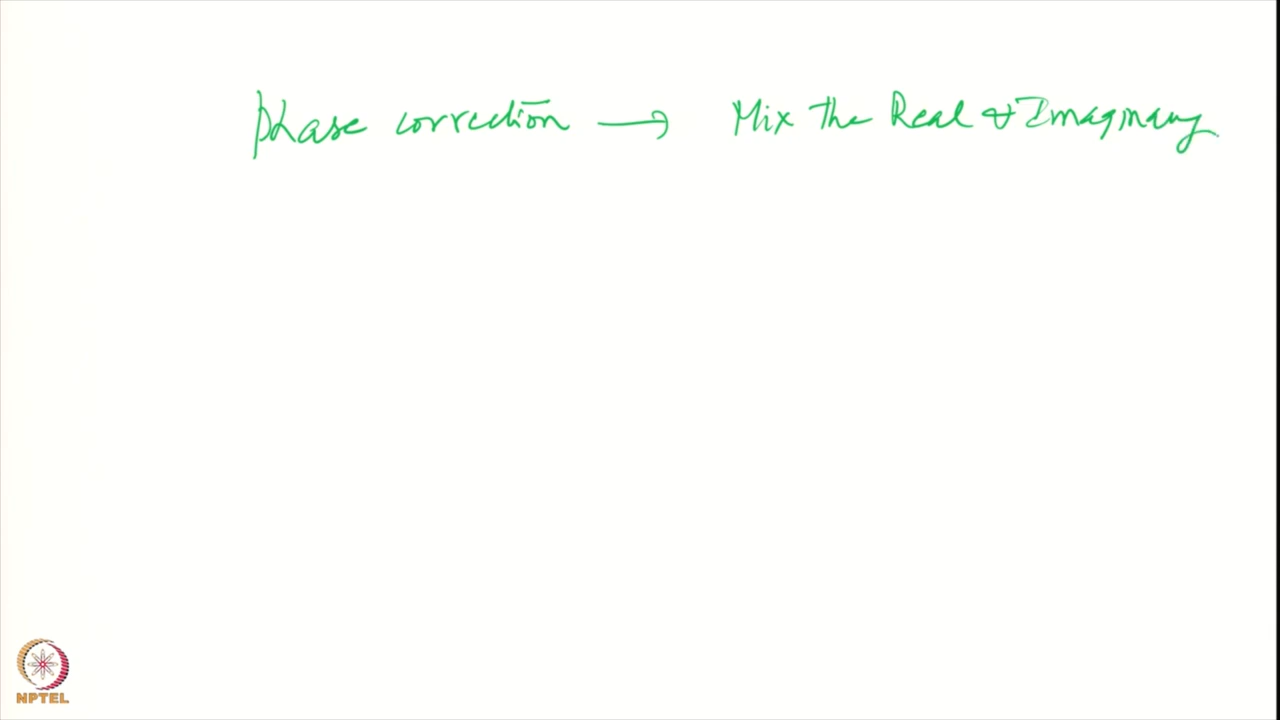 Phase correction → Mix the Real & Imaginary
NPTEL